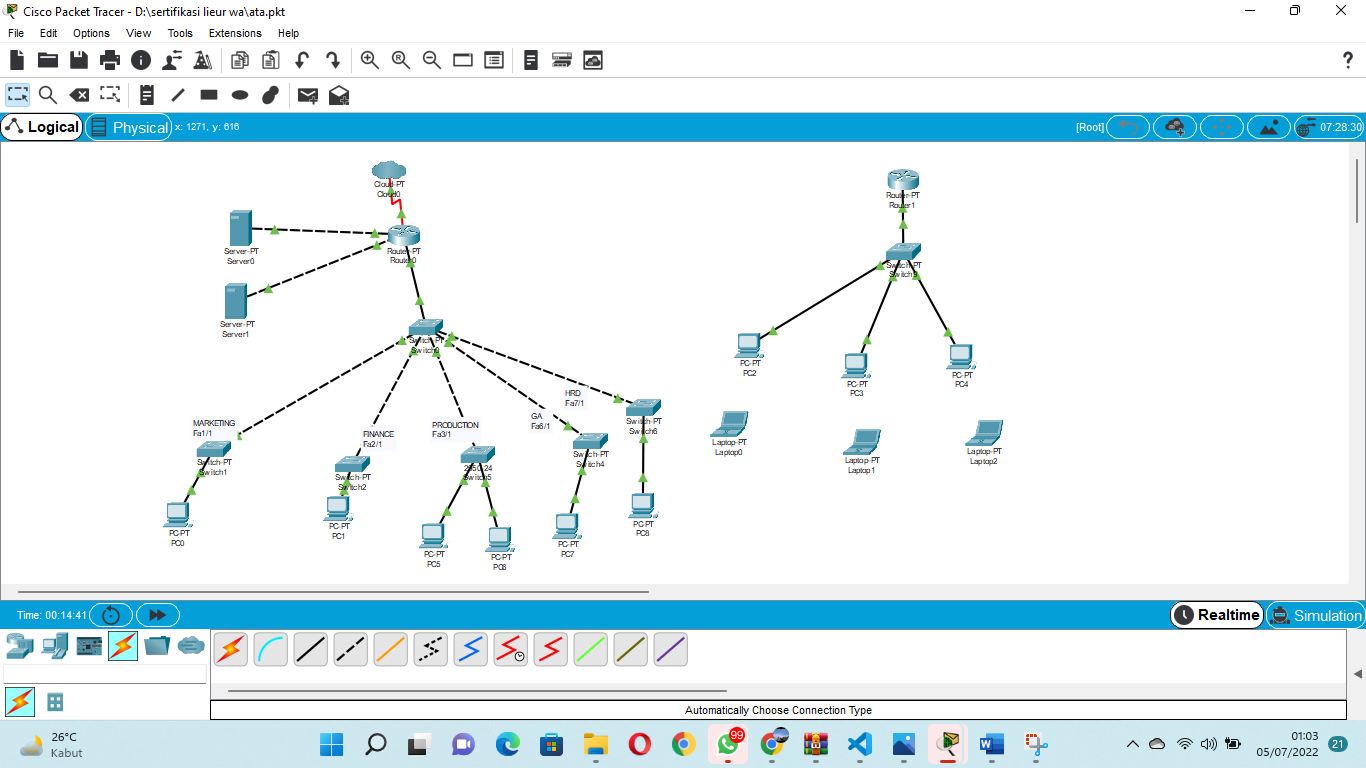 Cisco Packet Tracer - D:\sertifikasi lieur wa\ata.pkt
File Edit Options View Tools Extensions Help
Logical Physical x: 1271, y: 616 [Root] 07:28:30
Cloud-PT
Cloud0
Server-PT
Server0
Router-PT
Router0
Server-PT
Server1
Switch-PT
Switch0
MARKETING
Fa1/1
Switch-PT
Switch1
PC-PT
PC0
FINANCE
Fa2/1
Switch-PT
Switch2
PC-PT
PC1
PRODUCTION
Fa3/1
2950-24
Switch5
PC-PT
PC5
PC-PT
PC6
GA
Fa6/1
Switch-PT
Switch4
PC-PT
PC7
HRD
Fa7/1
Switch-PT
Switch6
PC-PT
PC8
Router-PT
Router1
Switch-PT
PC-PT
PC2
PC-PT
PC3
PC-PT
PC4
Laptop-PT
Laptop0
Laptop-PT
Laptop1
Laptop-PT
Laptop2
Time: 00:14:41 Realtime Simulation
Automatically Choose Connection Type
26°C
Kabut
99
01:03
05/07/2022
21